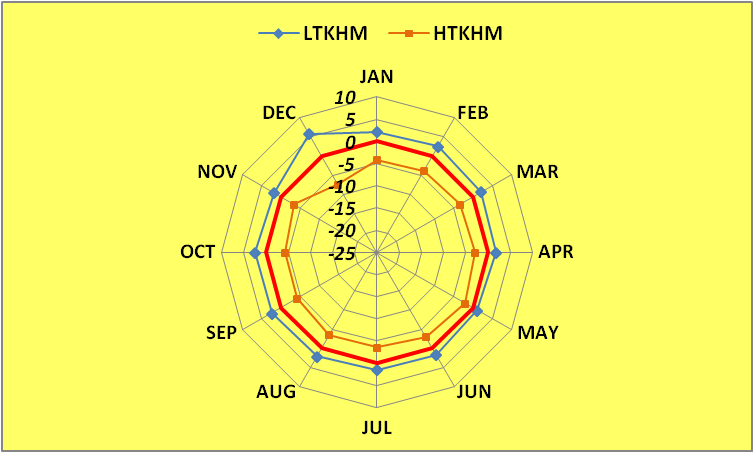 LTKHM HTKHM
JAN
10
DEC FEB
5
0
NOV -5 MAR
-10
-15
-20
OCT -25 APR
SEP MAY
AUG JUN
JUL